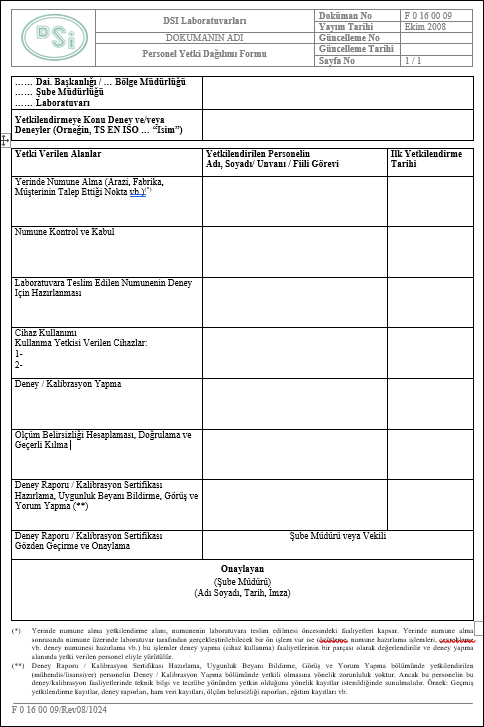 DSİ
DSI Laboratuvarları
DOKÜMANIN ADI
Personel Yetki Dağılımı Formu
Doküman No F 0 16 00 09
Yayım Tarihi Ekim 2008
Güncelleme No
Güncelleme Tarihi
Sayfa No 1 / 1
…… Dai. Başkanlığı / … Bölge Müdürlüğü
…… Şube Müdürlüğü
…… Laboratuvarı
Yetkilendirmeye Konu Deney ve/veya
Deneyler (Örneğin, TS EN ISO … “İsim”)
Yetki Verilen Alanlar
Yetkilendirilen Personelin
Adı, Soyadı/ Unvanı / Fiili Görevi
İlk Yetkilendirme
Tarihi
Yerinde Numune Alma (Arazi, Fabrika,
Müşterinin Talep Ettiği Nokta vb.)(*)
Numune Kontrol ve Kabul
Laboratuvara Teslim Edilen Numunenin Deney
İçin Hazırlanması
Cihaz Kullanımı
Kullanma Yetkisi Verilen Cihazlar:
1-
2-
Deney / Kalibrasyon Yapma
Ölçüm Belirsizliği Hesaplaması, Doğrulama ve
Geçerli Kılma
Deney Raporu / Kalibrasyon Sertifikası
Hazırlama, Uygunluk Beyanı Bildirme, Görüş ve
Yorum Yapma (**)
Deney Raporu / Kalibrasyon Sertifikası
Gözden Geçirme ve Onaylama
Şube Müdürü veya Vekili
Onaylayan
(Şube Müdürü)
(Adı Soyadı, Tarih, İmza)
(*) Yerinde numune alma yetkilendirme alanı, numunenin laboratuvara teslim edilmesi öncesindeki faaliyetleri kapsar. Yerinde numune alma
sonrasında numune üzerinde laboratuvar tarafından gerçekleştirilebilecek bir ön işlem var ise (öğütleme, numune hazırlama işlemleri,
vb. deney numunesi hazırlama vb.) bu işlemler deney yapma (cihaz kullanma) faaliyetlerinin bir parçası olarak değerlendirilir ve deney yapma
alanında yetki verilen personel eliyle yürütülür.
(**) Deney Raporu / Kalibrasyon Sertifikası Hazırlama, Uygunluk Beyanı Bildirme, Görüş ve Yorum Yapma bölümünde yetkilendirilen
(mühendis/lisansiyer) personelin Deney / Kalibrasyon Yapma bölümünde yetkili olmasına yönelik zorunluluk yoktur. Ancak bu personelin bu
deney/kalibrasyon faaliyetlerinde teknik bilgi ve tecrübe yönünden yetkin olduğuna yönelik kayıtlar istenildiğinde sunulmalıdır. Örnek: Geçmiş
yetkilendirme kayıtlar, deney raporları, ham veri kayıtları, ölçüm belirsizliği raporları, eğitim kayıtları vb.
F 0 16 00 09/Rev08/1024